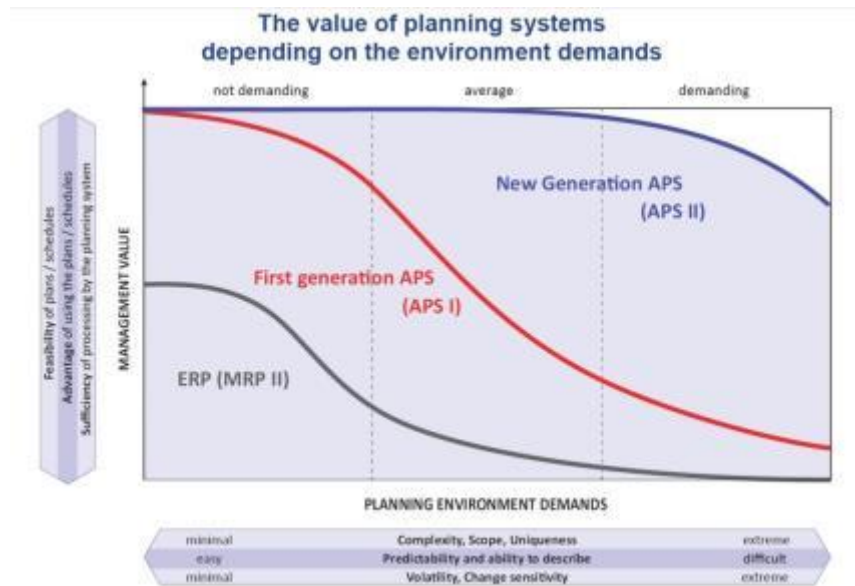 The value of planning systems
depending on the environment demands
not demanding average demanding
Feasibility of plans / schedules
Advantage of using the plans / schedules
Sufficiency of processing by the planning system
MANAGEMENT VALUE
New Generation APS
(APS II)
First generation APS
(APS I)
ERP (MRP II)
PLANNING ENVIRONMENT DEMANDS
minimal Complexity, Scope, Uniqueness extreme
easy Predictability and ability to describe difficult
minimal Volatility, Change sensitivity extreme